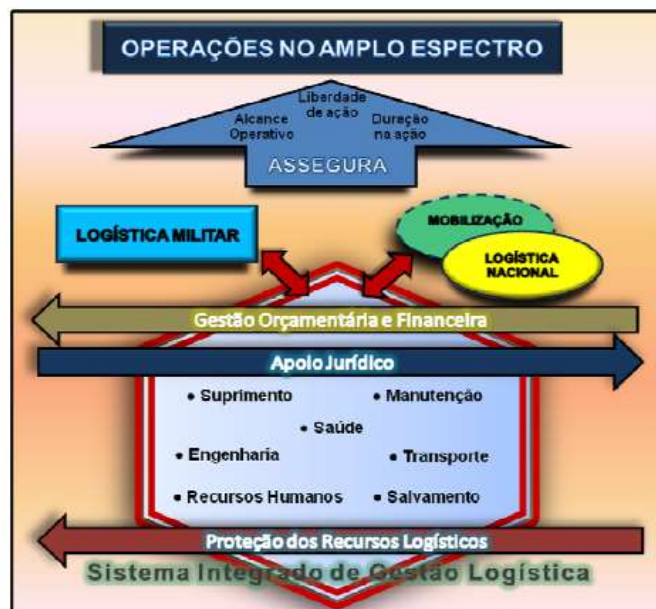 OPERAÇÕES NO AMPLO ESPECTRO
Liberdade
de ação
Alcance
Operativo
Duração
na ação
ASSEGURA
LOGÍSTICA MILITAR
MOBILIZAÇÃO
LOGÍSTICA
NACIONAL
Gestão Orçamentária e Financeira
Apoio Jurídico
• Suprimento
• Manutenção
• Saúde
• Engenharia
• Transporte
• Recursos Humanos
• Salvamento
Proteção dos Recursos Logísticos
Sistema Integrado de Gestão Logística